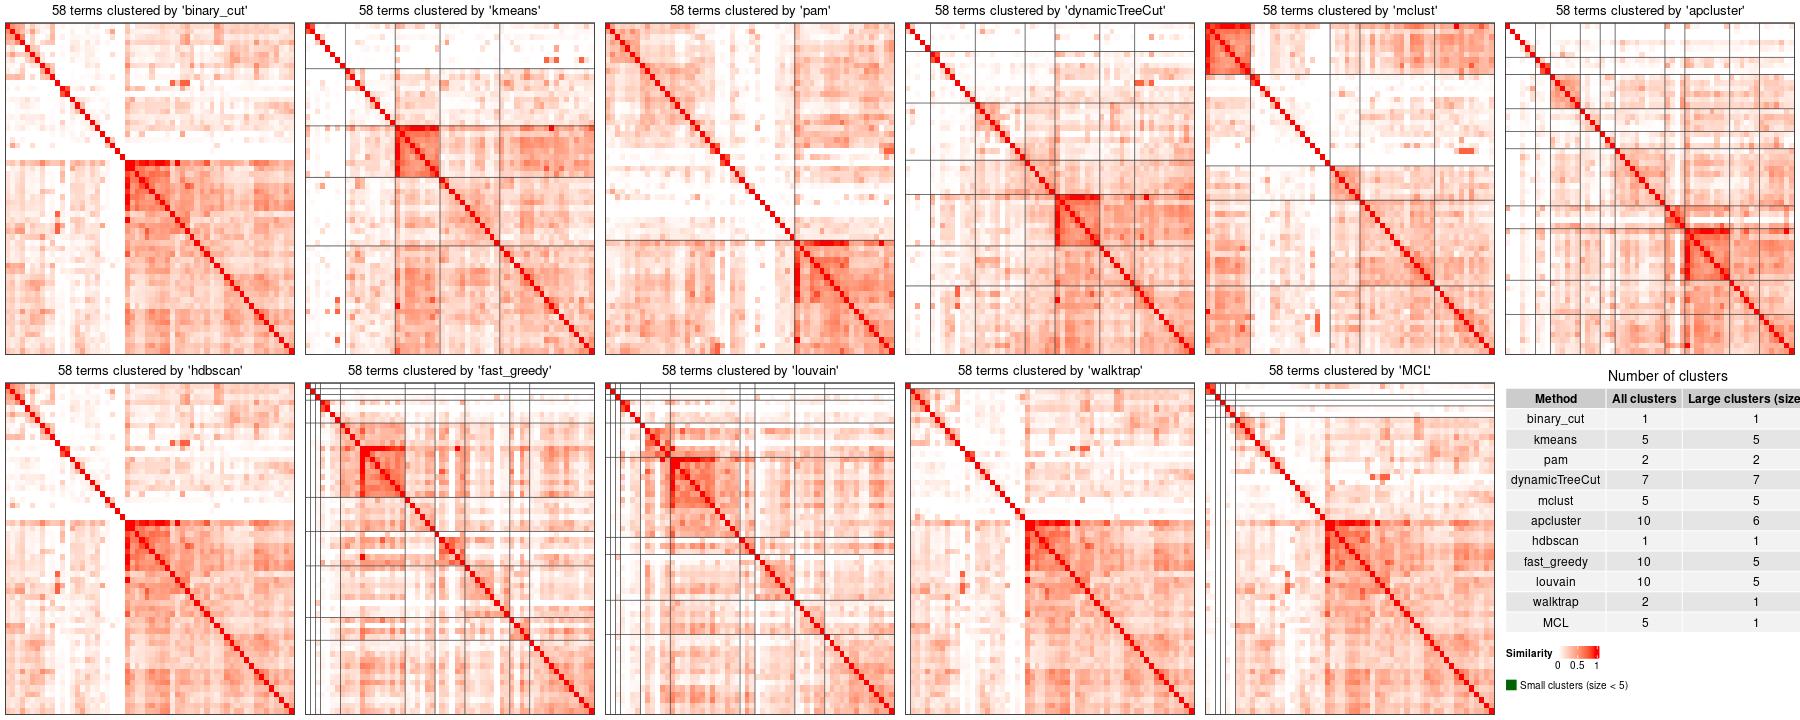 58 terms clustered by 'binary_cut'
58 terms clustered by 'kmeans'
58 terms clustered by 'pam'
58 terms clustered by 'dynamicTreeCut'
58 terms clustered by 'mclust'
58 terms clustered by 'apcluster'
58 terms clustered by 'hdbscan'
58 terms clustered by 'fast_greedy'
58 terms clustered by 'louvain'
58 terms clustered by 'walktrap'
58 terms clustered by 'MCL'
Number of clusters
Method All clusters Large clusters (size
binary_cut 1 1
kmeans 5 5
pam 2 2
dynamicTreeCut 7 7
mclust 5 5
apcluster 10 6
hdbscan 1 1
fast_greedy 10 5
louvain 10 5
walktrap 2 1
MCL 5 1
Similarity
0 0.5 1
Small clusters (size < 5)